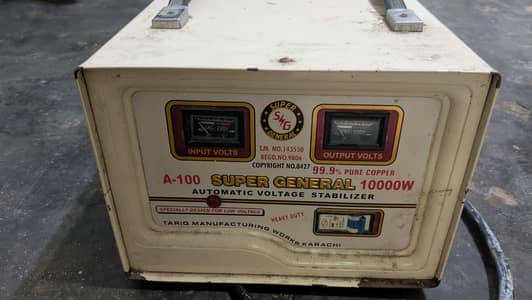 SUPER
SMG
GENERAL
INPUT VOLTS
OUTPUT VOLTS
S.R. NO.143550
REGD.NO.9806
COPYRIGHT NO.8427
99.9% PURE COPPER
A-100 SUPER GENERAL 10000W
AUTOMATIC VOLTAGE STABILIZER
SPECIALLY DESIGN FOR LOW VOLTAGE
HEAVY DUTY
TARIQ MANUFACTURING WORKS KARACHI